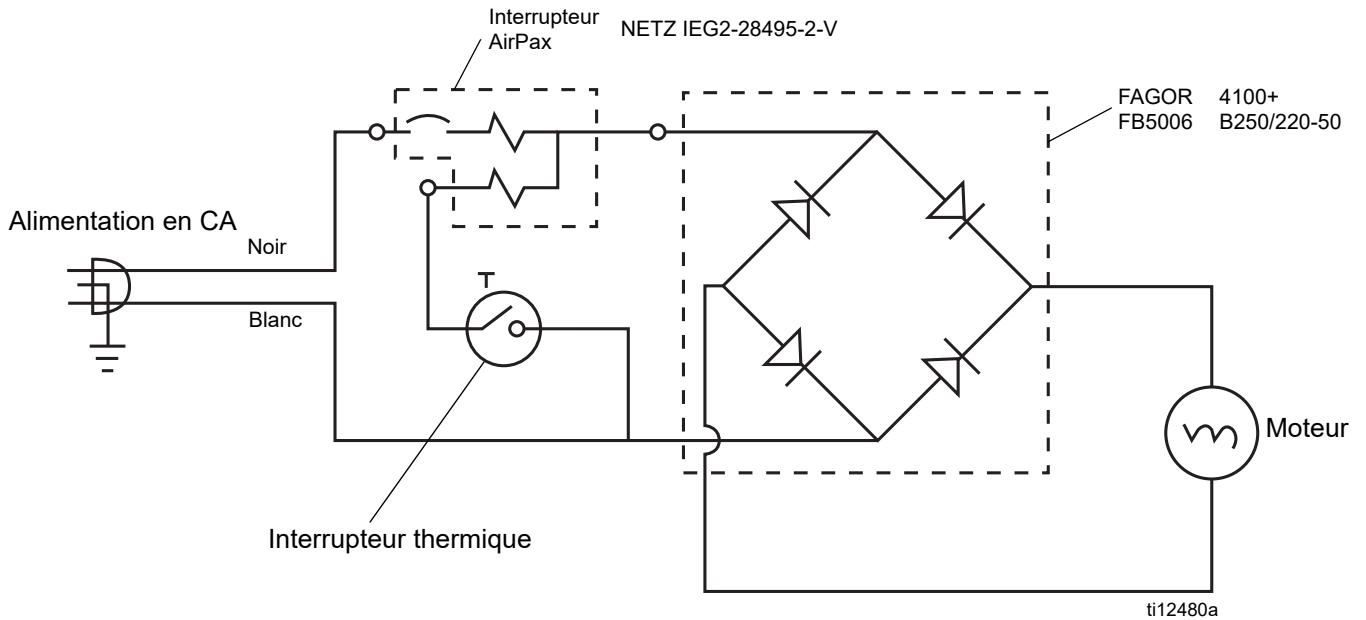 Interrupteur
AirPax
NETZ IEG2-28495-2-V
FAGOR 4100+
FB5006 B250/220-50
Alimentation en CA
Noir
Blanc
T
Moteur
Interrupteur thermique
ti12480a